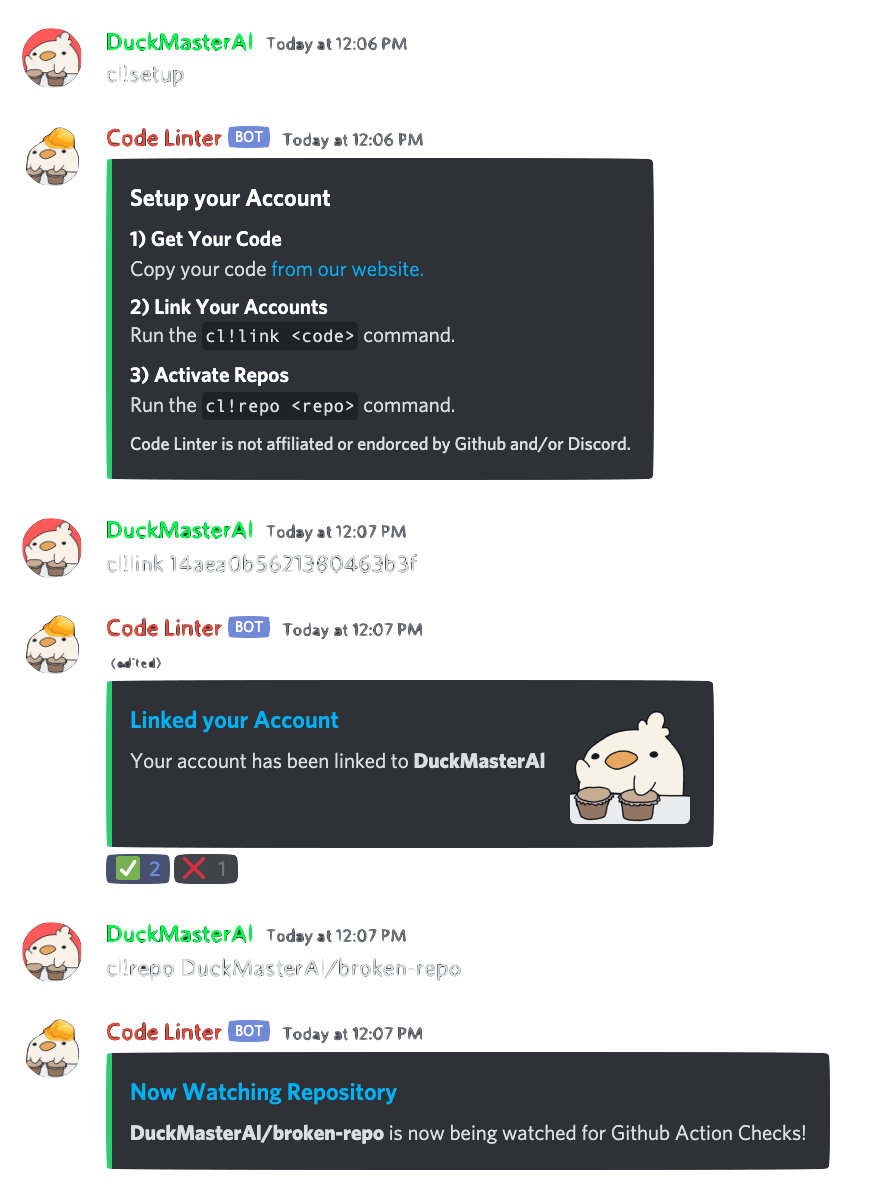 DuckMasterAl Today at 12:06 PM
cl!setup
Code Linter BOT Today at 12:06 PM
Setup your Account
1) Get Your Code
Copy your code from our website.
2) Link Your Accounts
Run the cl!link <code> command.
3) Activate Repos
Run the cl!repo <repo> command.
Code Linter is not affiliated or endorced by Github and/or Discord.
DuckMasterAl Today at 12:07 PM
cl!link 14aea0b5621380463b3f
Code Linter BOT Today at 12:07 PM
(edited)
Linked your Account
Your account has been linked to DuckMasterAl
2 1
DuckMasterAl Today at 12:07 PM
cl!repo DuckMasterAl/broken-repo
Code Linter BOT Today at 12:07 PM
Now Watching Repository
DuckMasterAl/broken-repo is now being watched for Github Action Checks!